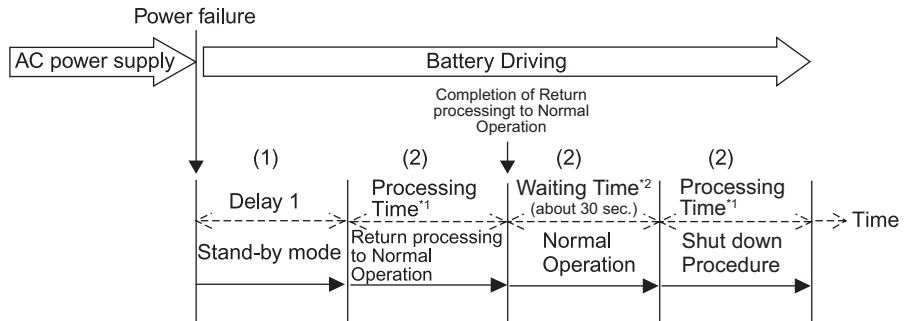 Power failure
AC power supply
Battery Driving
Completion of Return
processingt to Normal
Operation
(1)
(2)
(2)
(2)
Delay 1
Processing
Time*1
Waiting Time*2
(about 30 sec.)
Processing
Time*1
Time
Stand-by mode
Return processing
to Normal
Operation
Normal
Operation
Shut down
Procedure